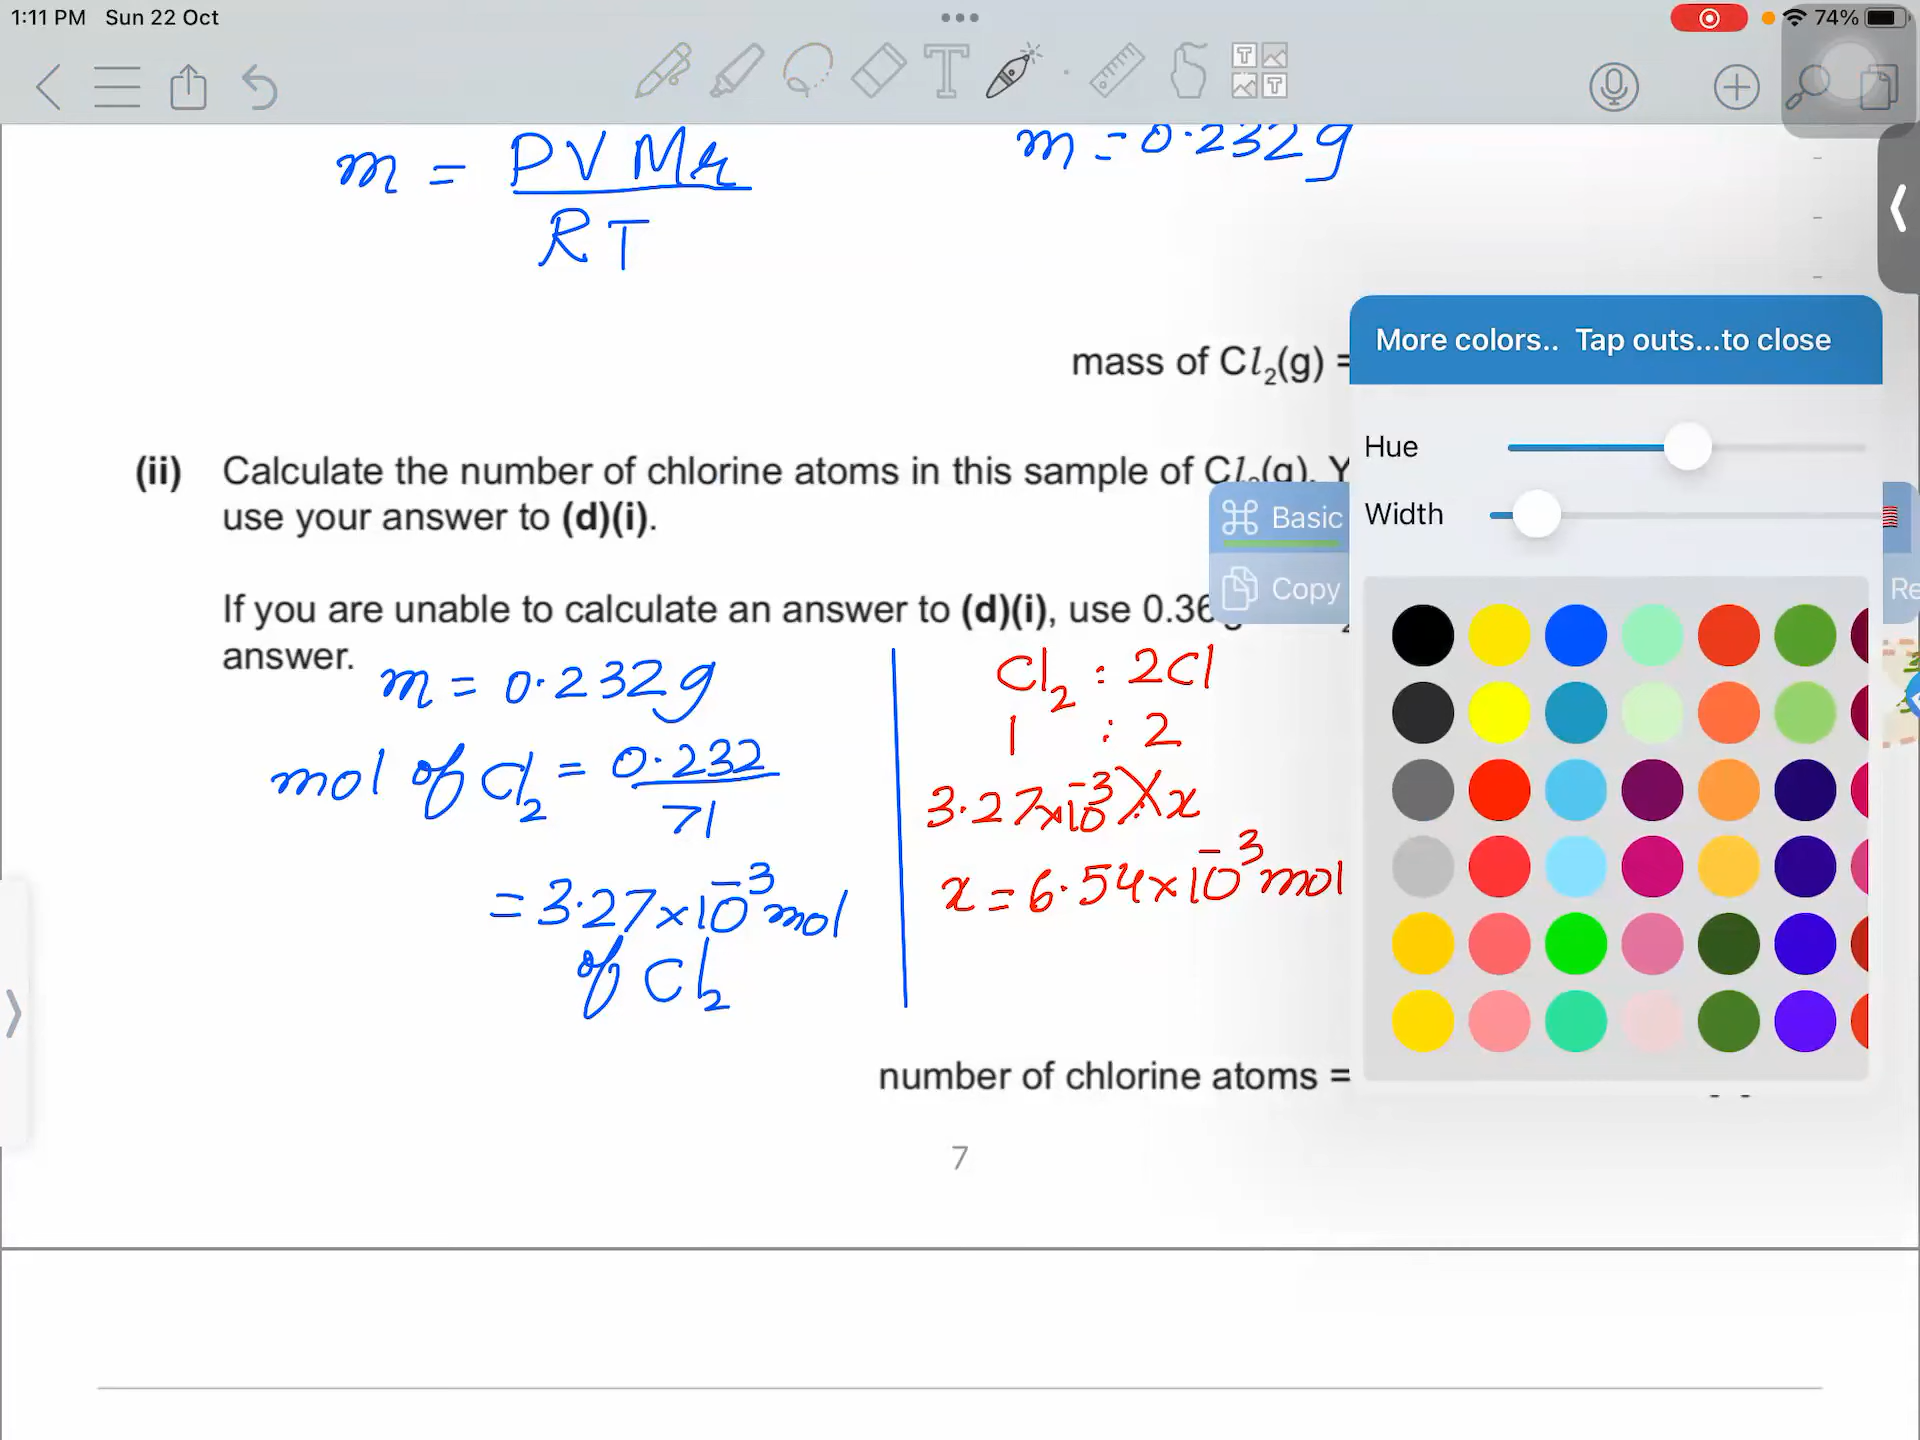 1:11 PM Sun 22 Oct
74%
m = PVMr
RT
m = 0.232g
mass of Cl2(g) =
More colors.. Tap outs...to close
Hue
Width
(ii) Calculate the number of chlorine atoms in this sample of Cl2(g). Y
use your answer to (d)(i).
Basic
Copy
Re
If you are unable to calculate an answer to (d)(i), use 0.36
answer.
m = 0.232g
mol of Cl2 = 0.232
71
= 3.27×10⁻³ mol
of Cl2
Cl2 : 2Cl
1 : 2
3.27×10⁻³ : x
x = 6.54×10⁻³ mol
number of chlorine atoms =
7